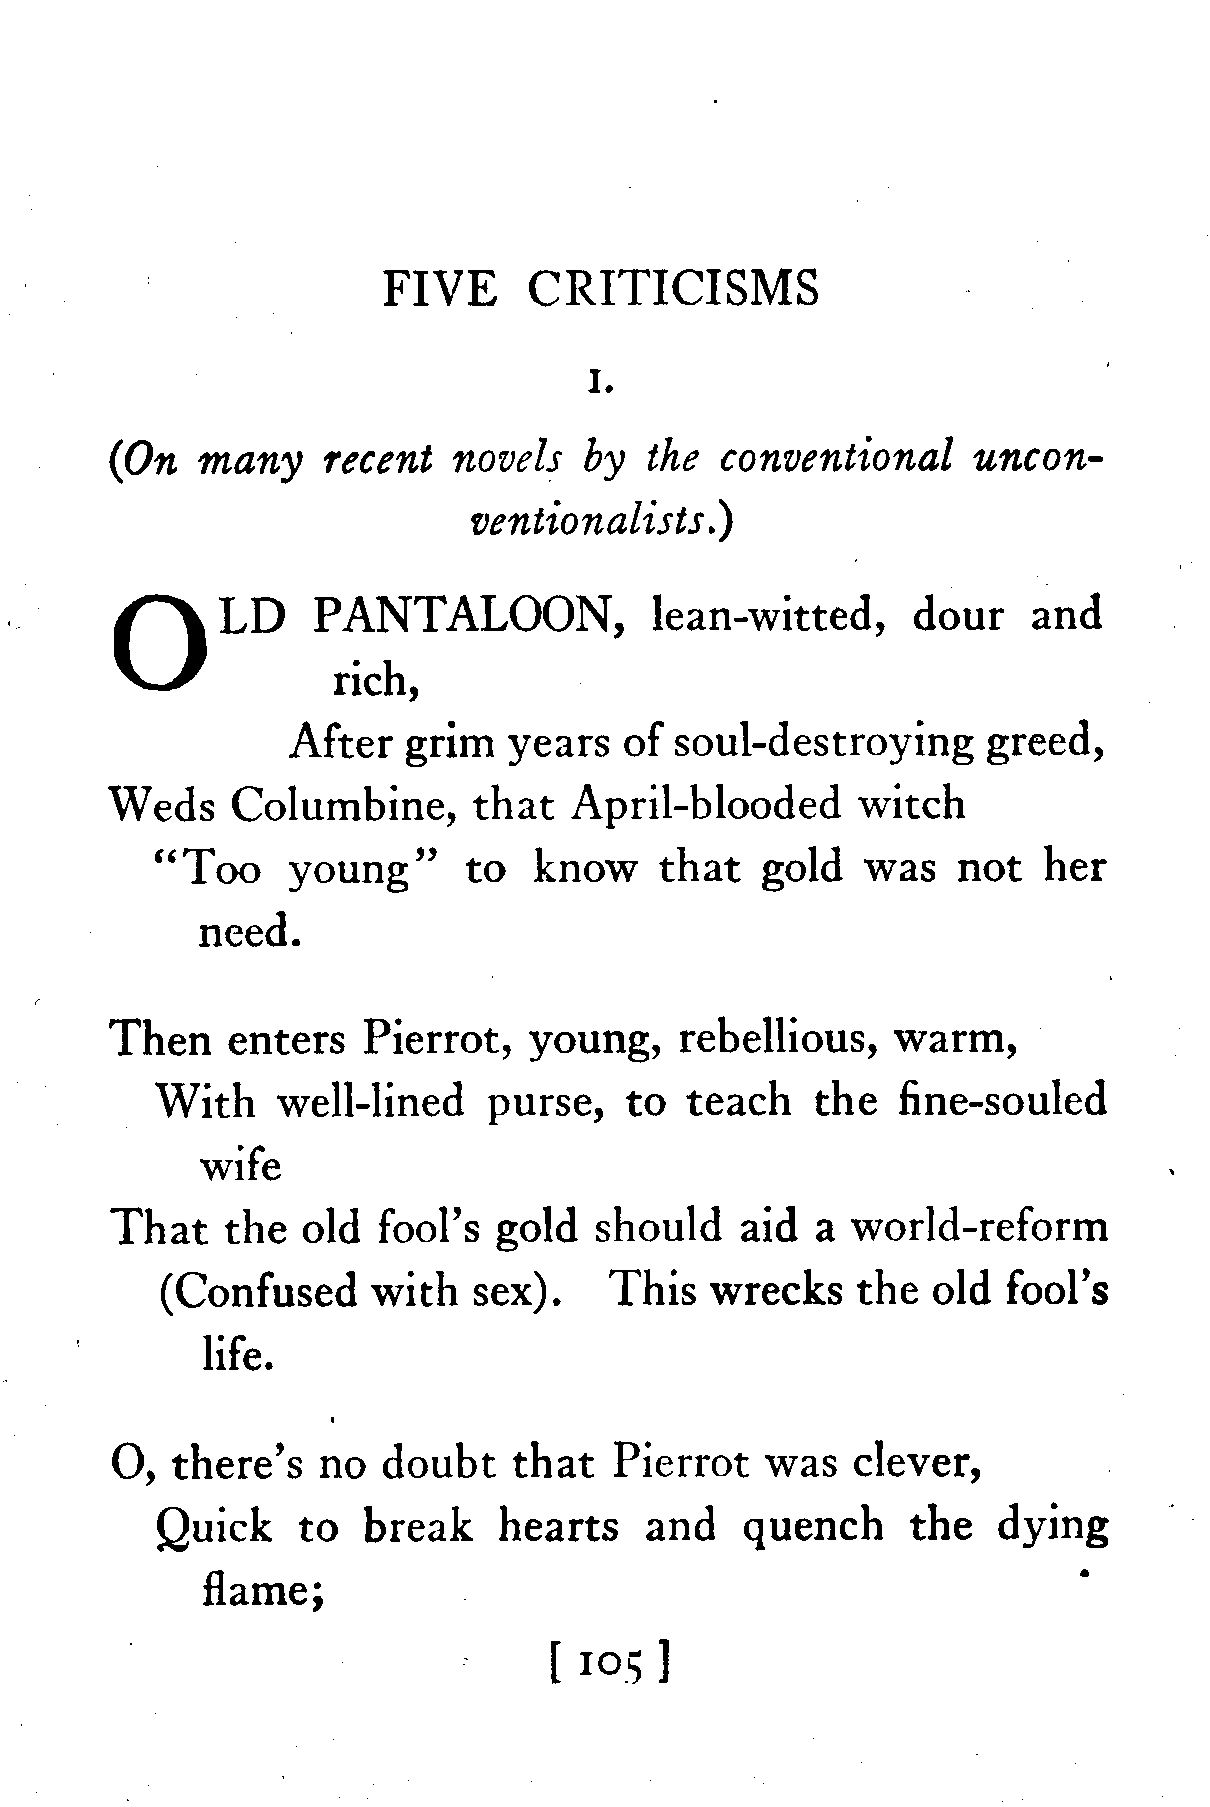 FIVE CRITICISMS
1.
(On many recent novels by the conventional uncon-
ventionalists.)
OLD PANTALOON, lean-witted, dour and
rich,
After grim years of soul-destroying greed,
Weds Columbine, that April-blooded witch
"Too young" to know that gold was not her
need.
Then enters Pierrot, young, rebellious, warm,
With well-lined purse, to teach the fine-souled
wife
That the old fool's gold should aid a world-reform
(Confused with sex). This wrecks the old fool's
life.
O, there's no doubt that Pierrot was clever,
Quick to break hearts and quench the dying
flame;
[ 105 ]